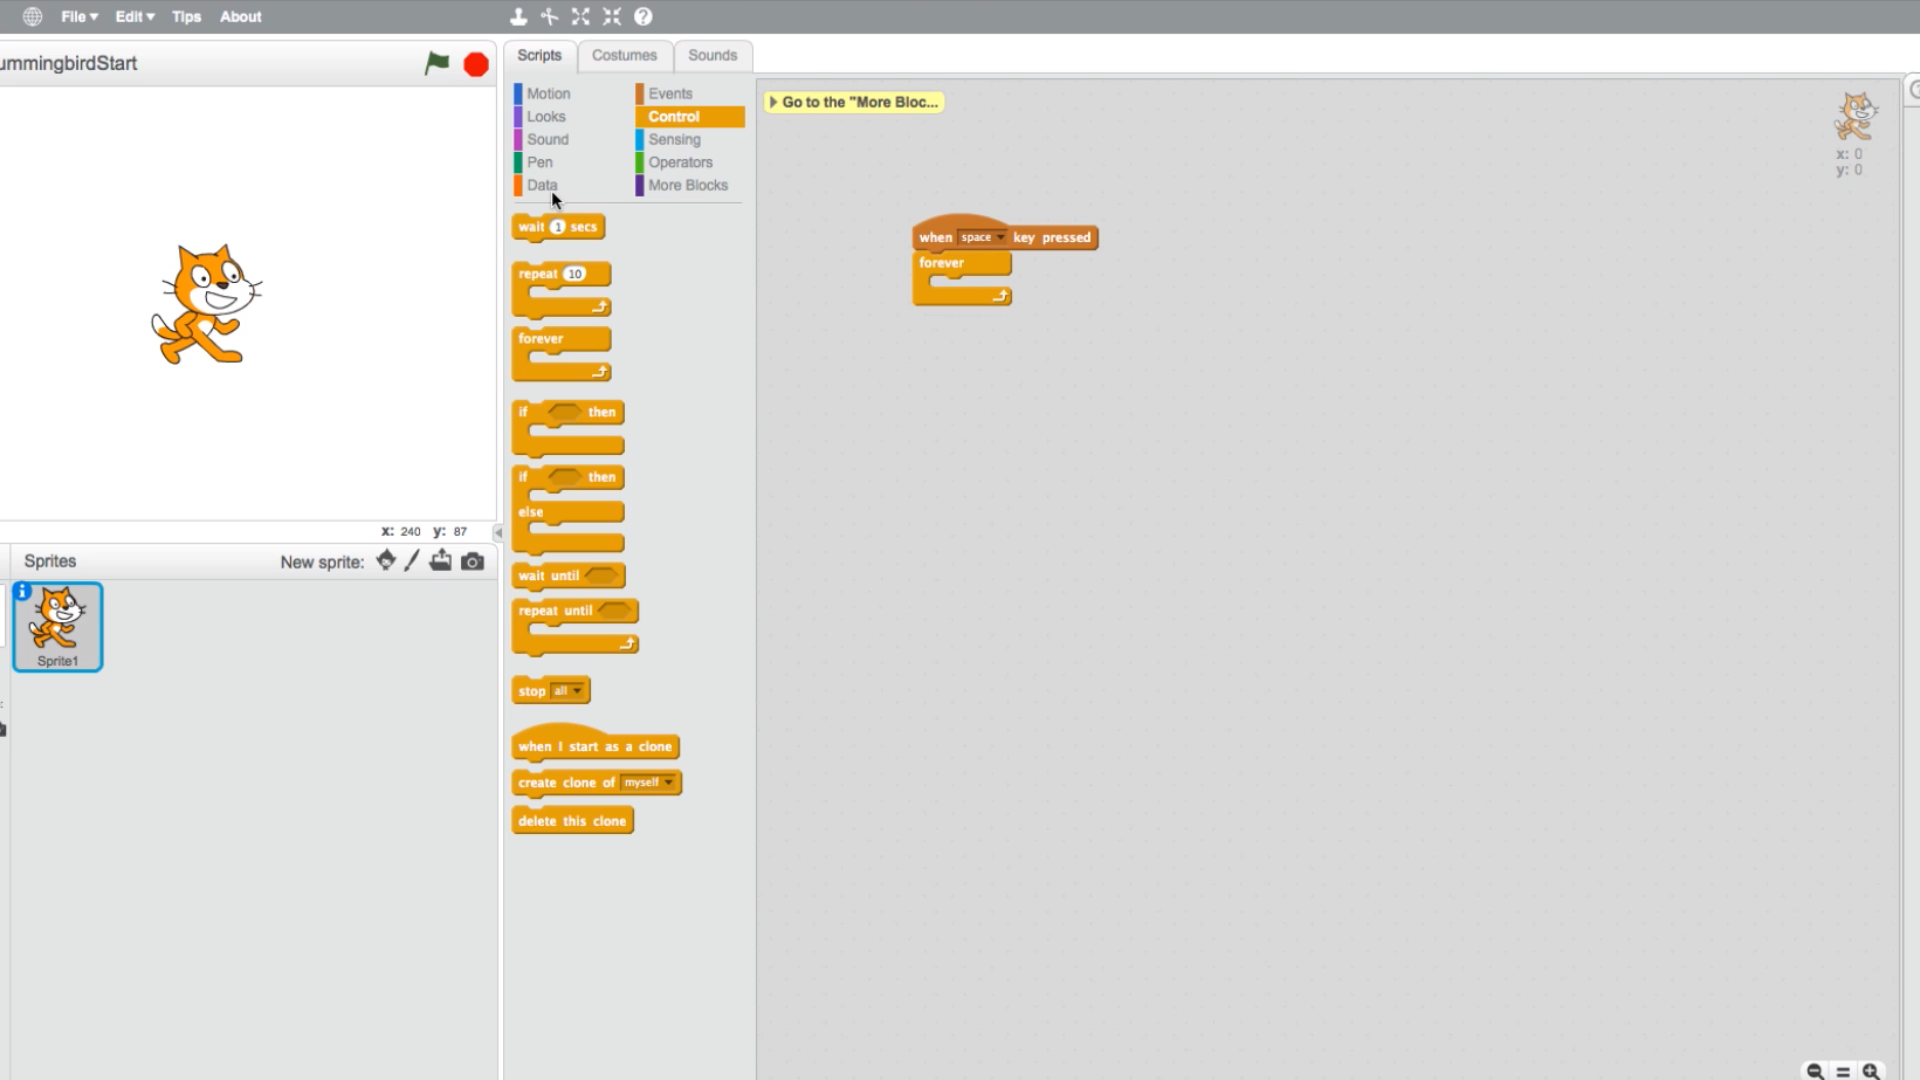 File Edit Tips About
ummingbirdStart
x: 240 y: 87
Sprites New sprite:
Sprite1
Scripts Costumes Sounds
Motion Events
Looks Control
Sound Sensing
Pen Operators
Data More Blocks
wait 1 secs
repeat 10
forever
if then
if then
else
wait until
repeat until
stop all
when I start as a clone
create clone of myself
delete this clone
Go to the "More Bloc...
when space key pressed
forever
x: 0
y: 0